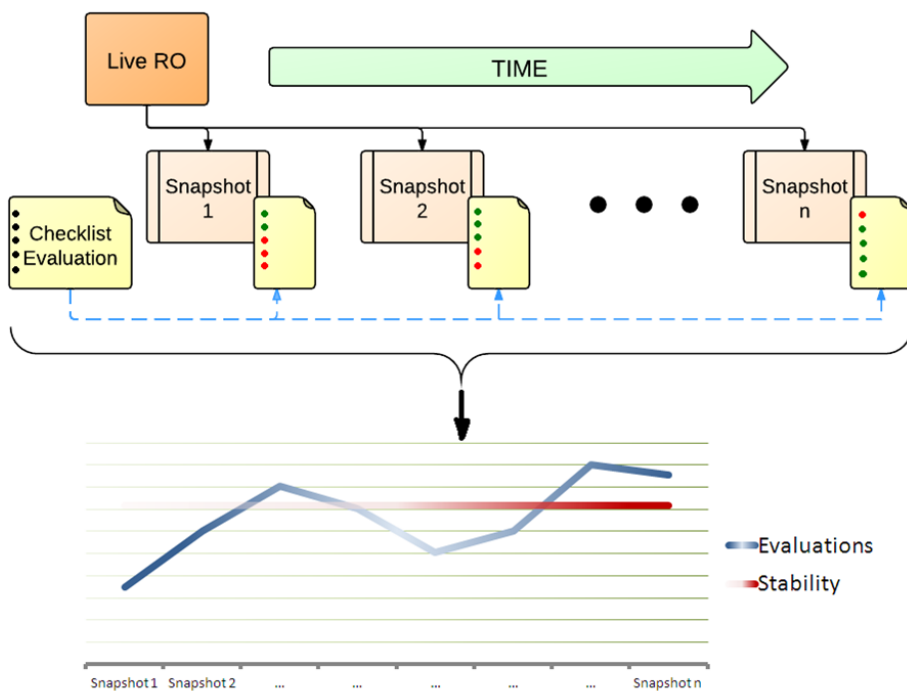 Live RO
TIME
Snapshot
1
Snapshot
2
Snapshot
n
Checklist
Evaluation
Evaluations
Stability
Snapshot 1
Snapshot 2
...
...
...
...
...
Snapshot n